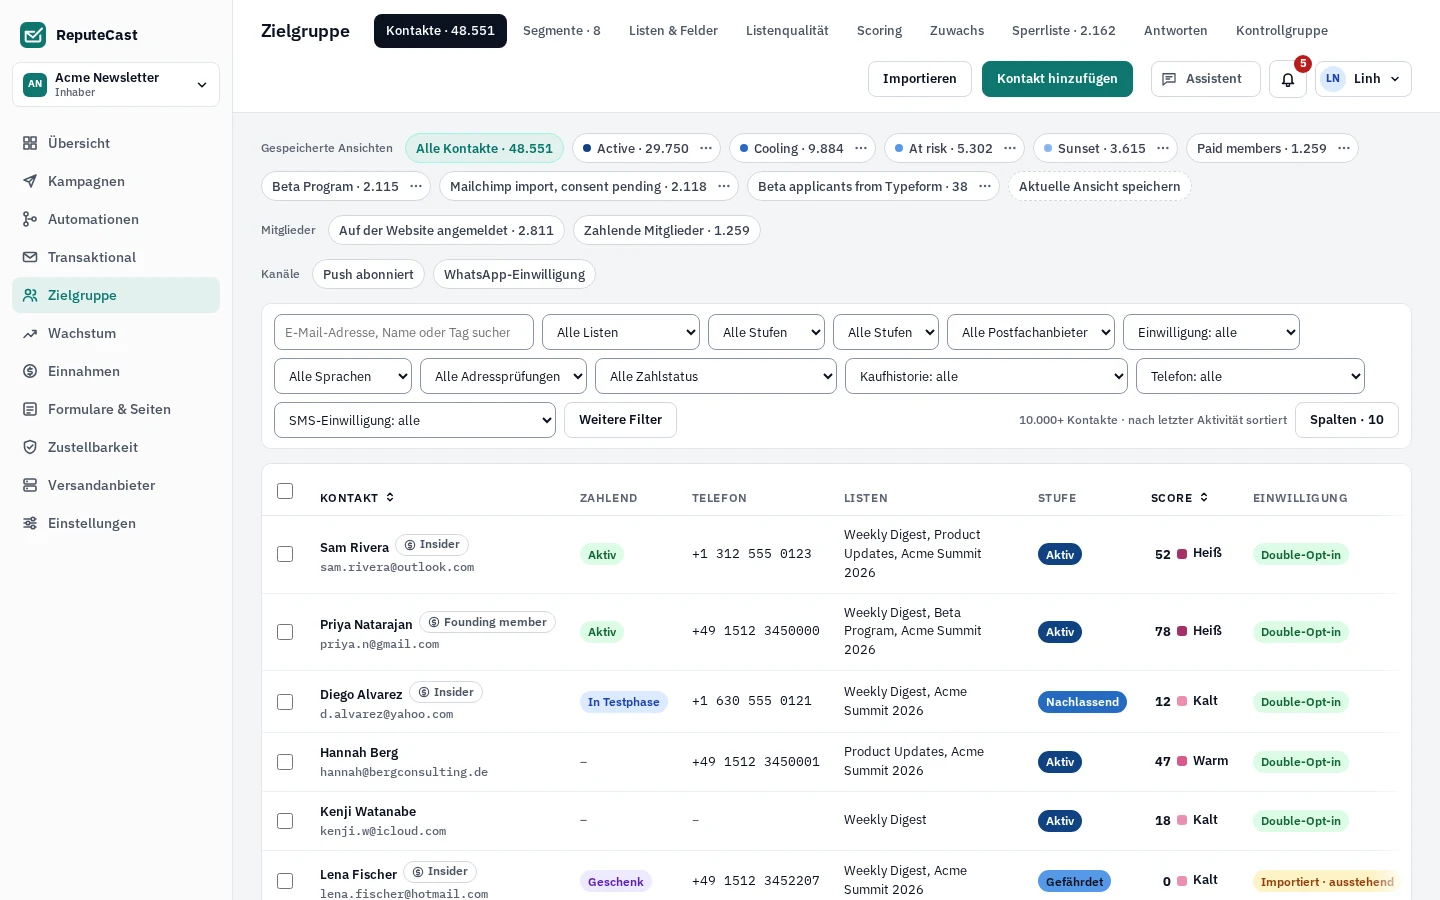 ReputeCast
AN
Acme Newsletter
Inhaber
Übersicht
Kampagnen
Automationen
Transaktional
Zielgruppe
Wachstum
Einnahmen
Formulare & Seiten
Zustellbarkeit
Versandanbieter
Einstellungen
Zielgruppe
Kontakte · 48.551
Segmente · 8
Listen & Felder
Listenqualität
Scoring
Zuwachs
Sperrliste · 2.162
Antworten
Kontrollgruppe
Importieren
Kontakt hinzufügen
Assistent
5
LN
Linh
Gespeicherte Ansichten
Alle Kontakte · 48.551
Active · 29.750 ···
Cooling · 9.884 ···
At risk · 5.302 ···
Sunset · 3.615 ···
Paid members · 1.259 ···
Beta Program · 2.115 ···
Mailchimp import, consent pending · 2.118 ···
Beta applicants from Typeform · 38 ···
Aktuelle Ansicht speichern
Mitglieder
Auf der Website angemeldet · 2.811
Zahlende Mitglieder · 1.259
Kanäle
Push abonniert
WhatsApp-Einwilligung
E-Mail-Adresse, Name oder Tag sucher
Alle Listen
Alle Stufen
Alle Stufen
Alle Postfachanbieter
Einwilligung: alle
Alle Sprachen
Alle Adressprüfungen
Alle Zahlstatus
Kaufhistorie: alle
Telefon: alle
SMS-Einwilligung: alle
Weitere Filter
10.000+ Kontakte · nach letzter Aktivität sortiert
Spalten · 10
KONTAKT
ZAHLEND
TELEFON
LISTEN
STUFE
SCORE
EINWILLIGUNG
Sam Rivera
Insider
sam.rivera@outlook.com
Aktiv
+1 312 555 0123
Weekly Digest, Product
Updates, Acme Summit
2026
Aktiv
52 Heiß
Double-Opt-in
Priya Natarajan
Founding member
priya.n@gmail.com
Aktiv
+49 1512 3450000
Weekly Digest, Beta
Program, Acme Summit
2026
Aktiv
78 Heiß
Double-Opt-in
Diego Alvarez
Insider
d.alvarez@yahoo.com
In Testphase
+1 630 555 0121
Weekly Digest, Acme
Summit 2026
Nachlassend
12 Kalt
Double-Opt-in
Hannah Berg
hannah@bergconsulting.de
–
+49 1512 3450001
Product Updates, Acme
Summit 2026
Aktiv
47 Warm
Double-Opt-in
Kenji Watanabe
kenji.w@icloud.com
–
–
Weekly Digest
Aktiv
18 Kalt
Double-Opt-in
Lena Fischer
Insider
lena.fischer@hotmail.com
Geschenk
+49 1512 3452207
Weekly Digest, Acme
Summit 2026
Gefährdet
0 Kalt
Importiert · ausstehend